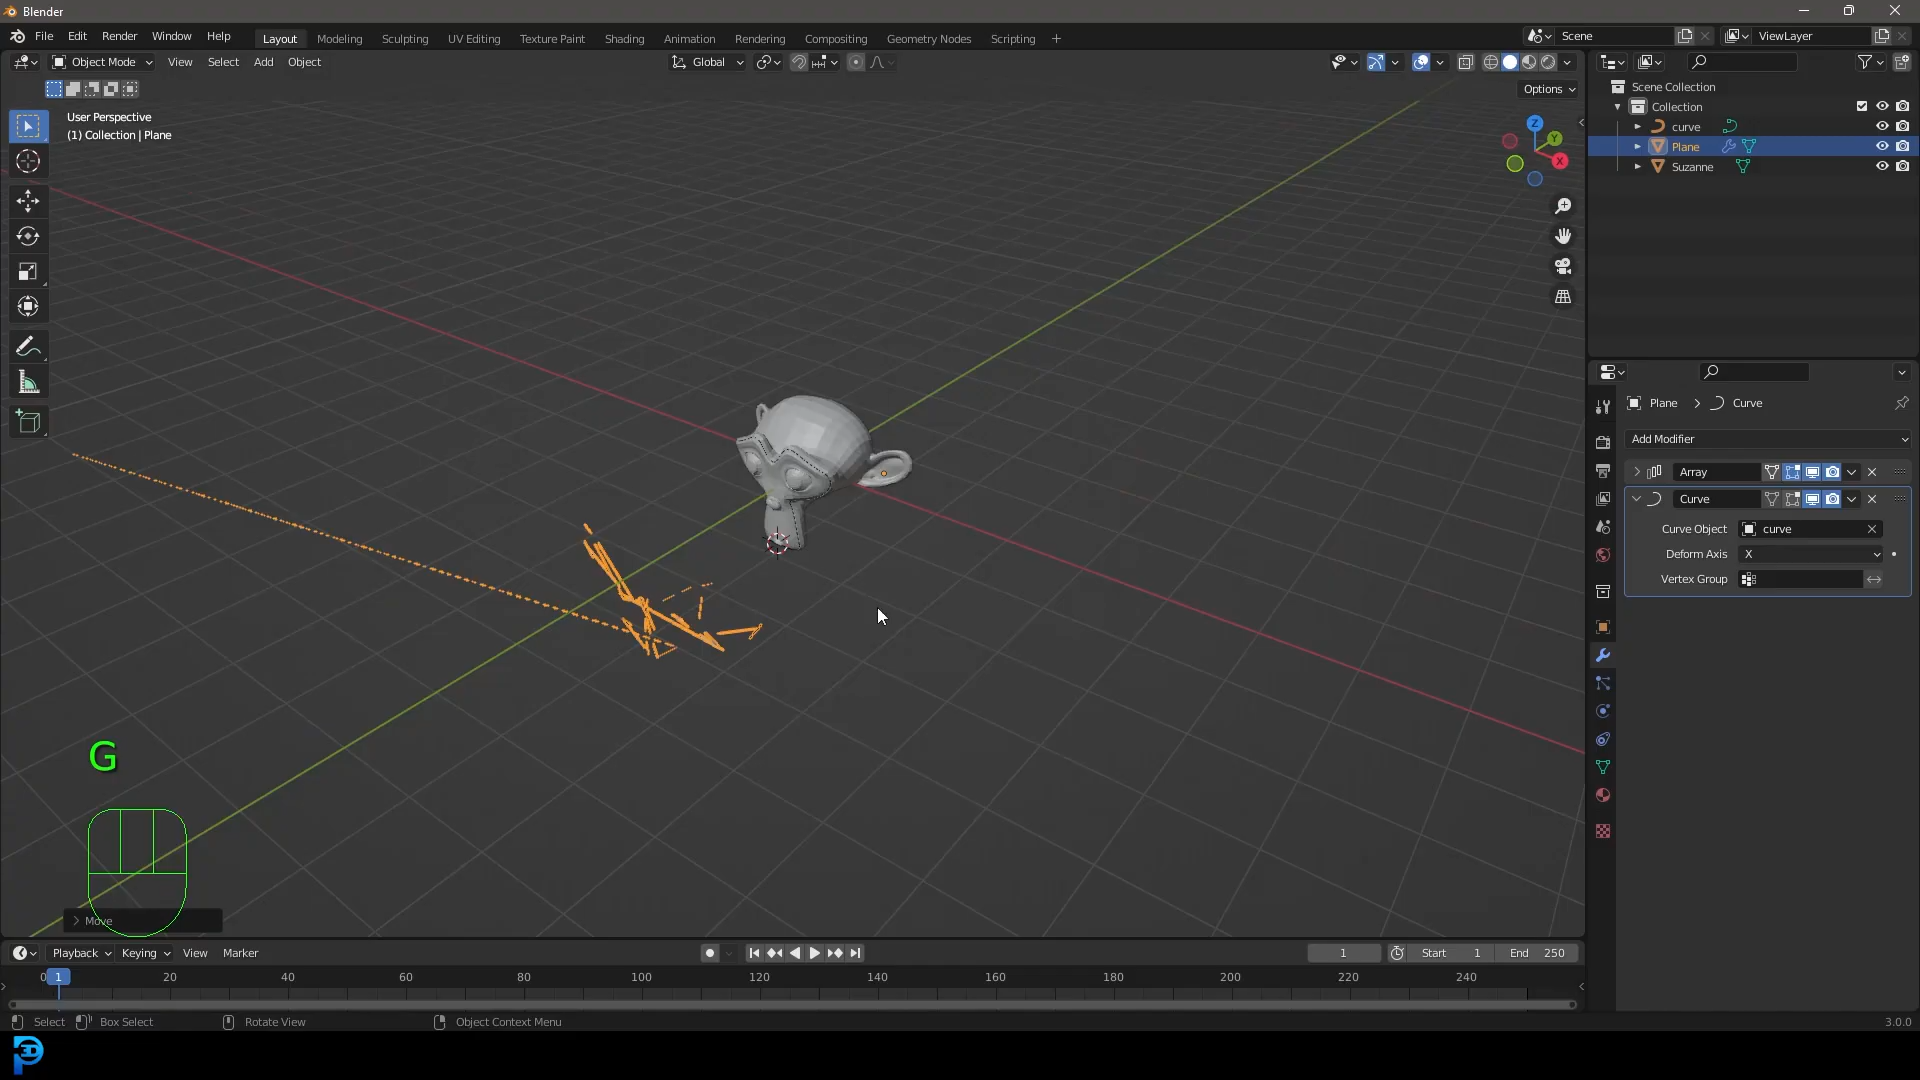 Blender
File Edit Render Window Help Layout Modeling Sculpting UV Editing Texture Paint Shading Animation Rendering Compositing Geometry Nodes Scripting + Scene ViewLayer
Object Mode View Select Add Object Global
Options
User Perspective
(1) Collection | Plane
Z
Y
X
Scene Collection
Collection
curve
Plane
Suzanne
Plane > Curve
Add Modifier
Array
Curve
Curve Object curve
Deform Axis X
Vertex Group
G
Move
Playback Keying View Marker 1 Start 1 End 250
0 1 20 40 60 80 100 120 140 160 180 200 220 240
Select Box Select Rotate View Object Context Menu 3.0.0